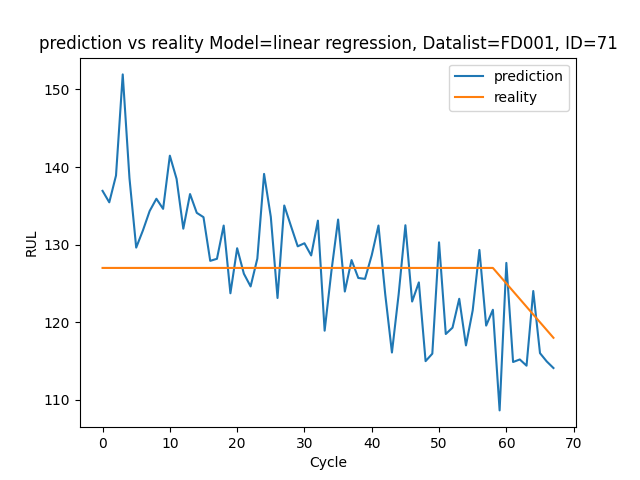 prediction vs reality Model=linear regression, Datalist=FD001, ID=71
prediction
reality
150
140
130
120
110
RUL
0 10 20 30 40 50 60 70
Cycle